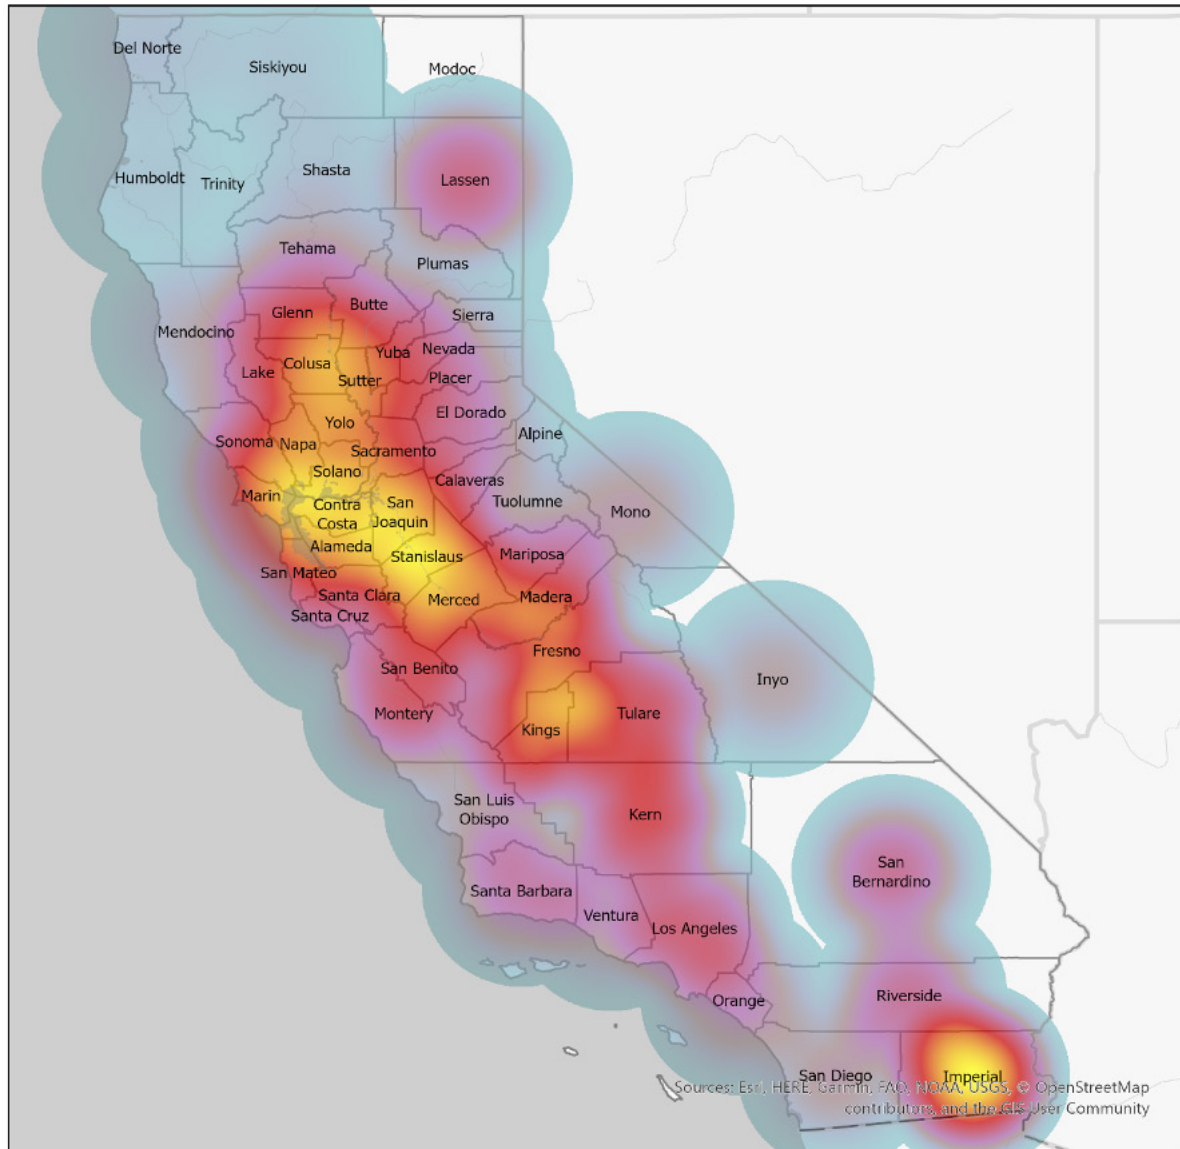 Del Norte
Siskiyou
Modoc
Humboldt
Trinity
Shasta
Lassen
Tehama
Plumas
Glenn
Butte
Sierra
Mendocino
Lake
Colusa
Yuba
Nevada
Sutter
Placer
El Dorado
Yolo
Sonoma
Napa
Sacramento
Alpine
Solano
Calaveras
Marin
Contra
Costa
San
Joaquin
Tuolumne
Mono
Alameda
Stanislaus
Mariposa
San Mateo
Santa Clara
Merced
Madera
Santa Cruz
Fresno
San Benito
Inyo
Montery
Kings
Tulare
San Luis
Obispo
Kern
San
Bernardino
Santa Barbara
Ventura
Los Angeles
Orange
Riverside
San Diego
Imperial
Sources: Esri, HERE, Garmin, FAO, NOAA, USGS, © OpenStreetMap
contributors, and the GIS User Community